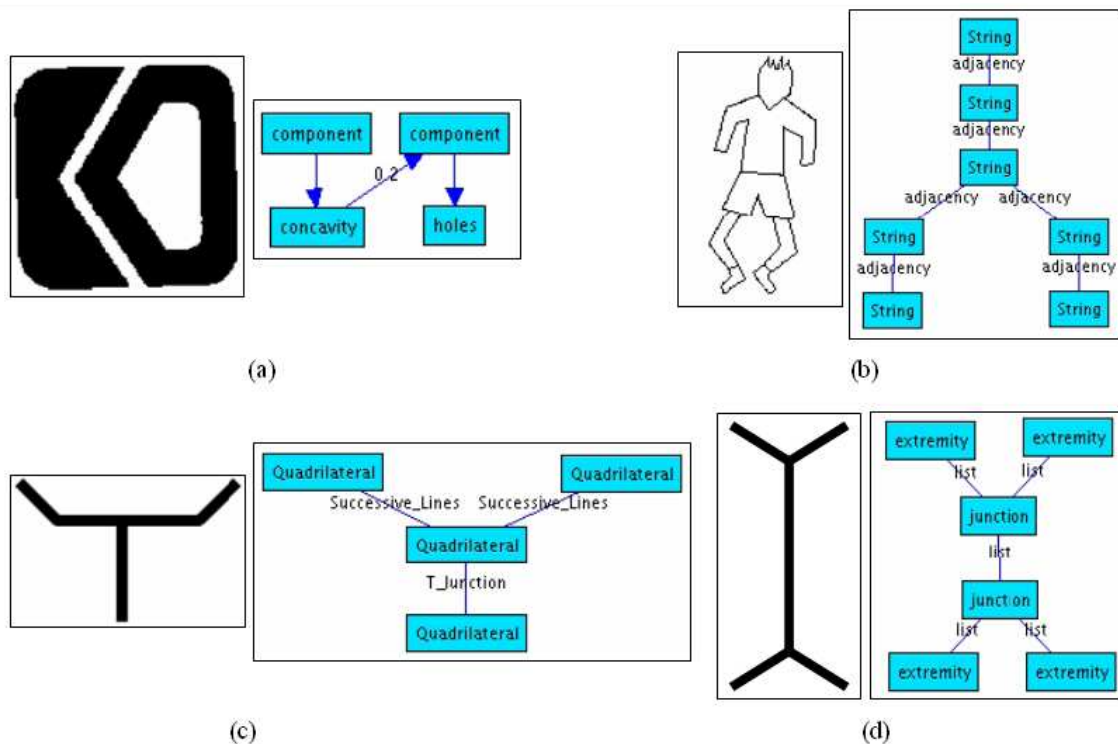 component component
0.2
concavity holes
(a)
String
adjacency
String
adjacency
String
adjacency adjacency
String String
adjacency adjacency
String String
(b)
Quadrilateral Quadrilateral
Successive_Lines Successive_Lines
Quadrilateral
T_Junction
Quadrilateral
(c)
extremity extremity
list list
junction
list
junction
list list
extremity extremity
(d)